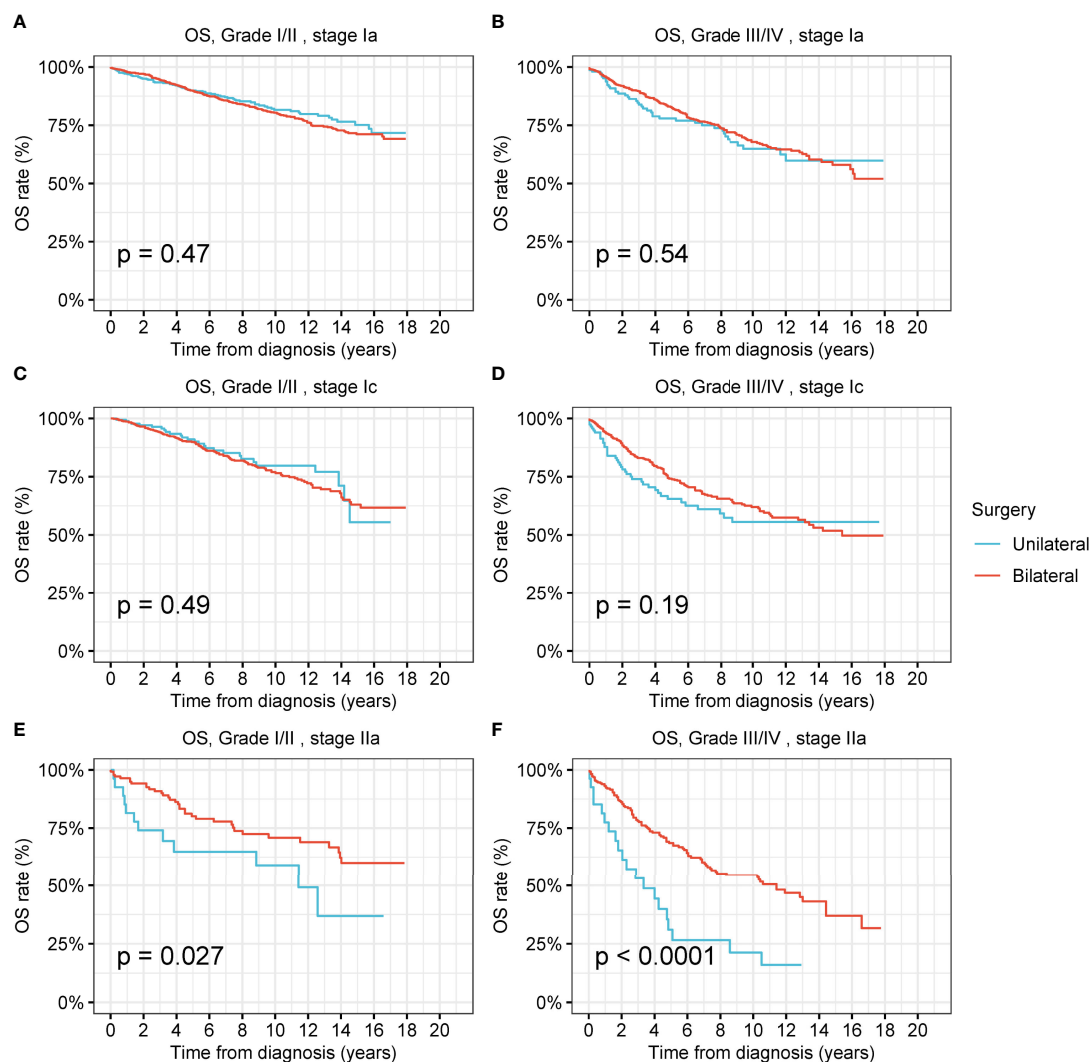 A
OS, Grade I/II , stage Ia
100%
75%
50%
25%
0%
OS rate (%)
p = 0.47
0 2 4 6 8 10 12 14 16 18 20
Time from diagnosis (years)
B
OS, Grade III/IV , stage Ia
100%
75%
50%
25%
0%
OS rate (%)
p = 0.54
0 2 4 6 8 10 12 14 16 18 20
Time from diagnosis (years)
C
OS, Grade I/II , stage Ic
100%
75%
50%
25%
0%
OS rate (%)
p = 0.49
0 2 4 6 8 10 12 14 16 18 20
Time from diagnosis (years)
D
OS, Grade III/IV , stage Ic
100%
75%
50%
25%
0%
OS rate (%)
p = 0.19
0 2 4 6 8 10 12 14 16 18 20
Time from diagnosis (years)
Surgery
Unilateral
Bilateral
E
OS, Grade I/II , stage IIa
100%
75%
50%
25%
0%
OS rate (%)
p = 0.027
0 2 4 6 8 10 12 14 16 18 20
Time from diagnosis (years)
F
OS, Grade III/IV , stage IIa
100%
75%
50%
25%
0%
OS rate (%)
p < 0.0001
0 2 4 6 8 10 12 14 16 18 20
Time from diagnosis (years)